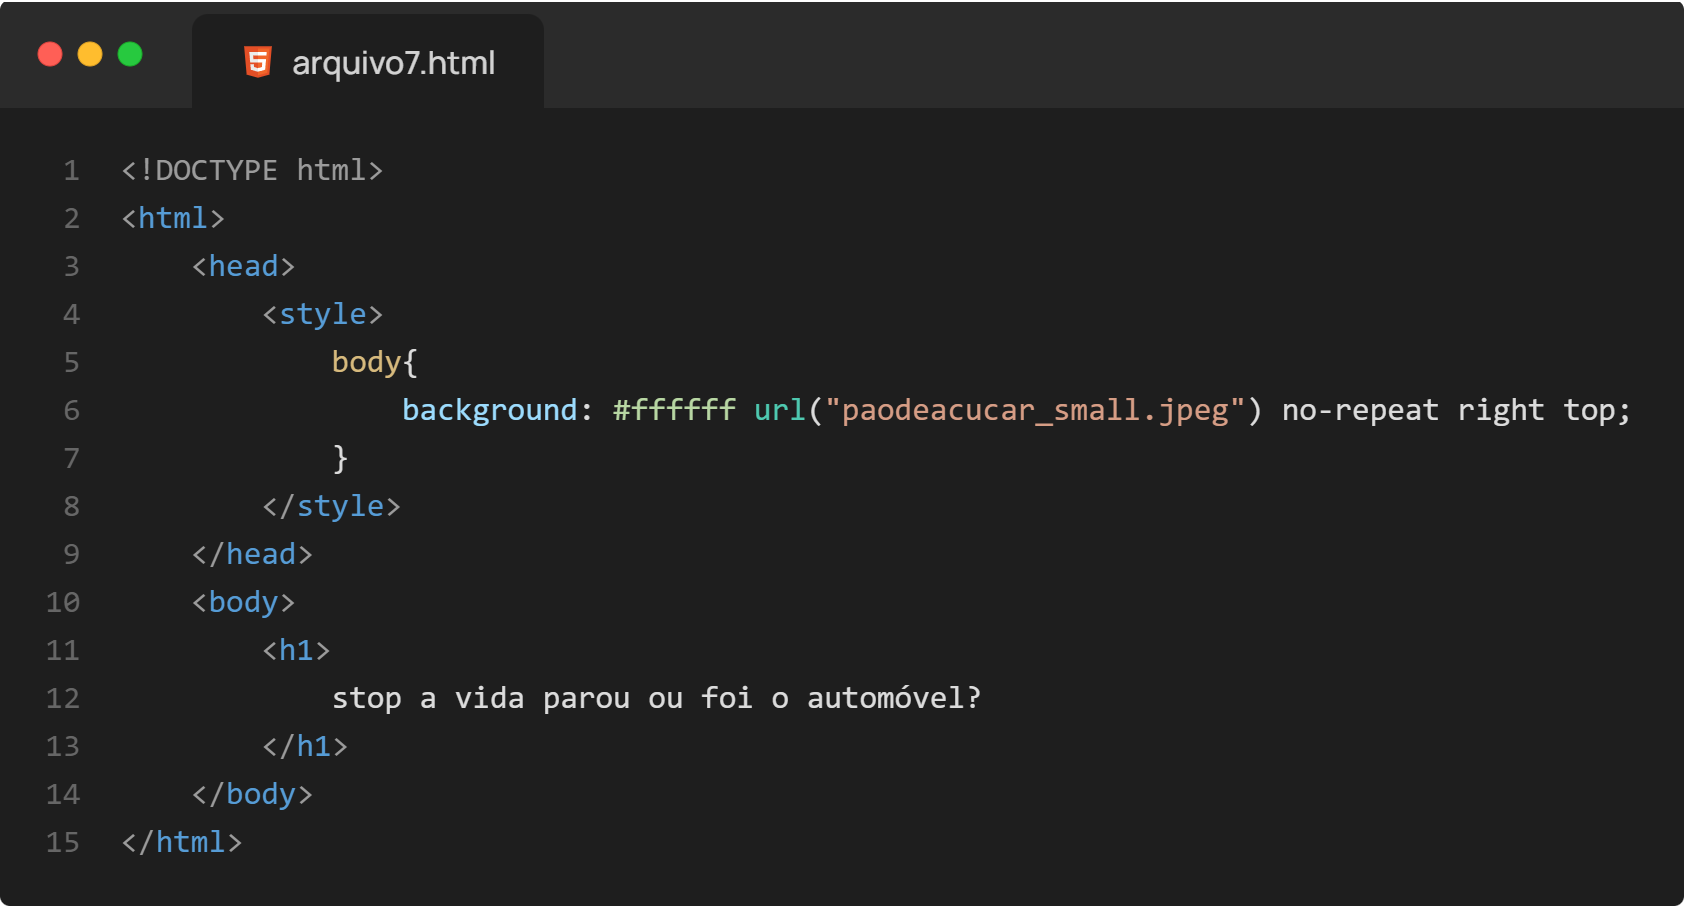 arquivo7.html
1 <!DOCTYPE html>
2 <html>
3     <head>
4         <style>
5             body{
6                 background: #ffffff url("paodeacucar_small.jpeg") no-repeat right top;
7             }
8         </style>
9     </head>
10     <body>
11         <h1>
12             stop a vida parou ou foi o automóvel?
13         </h1>
14     </body>
15 </html>